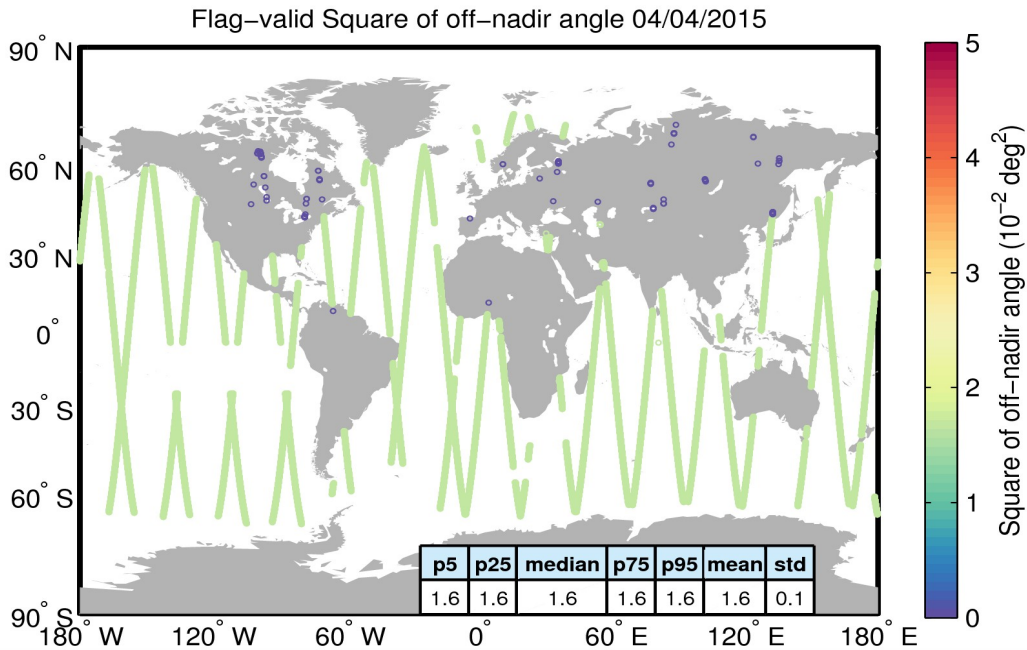 Flag−valid Square of off−nadir angle 04/04/2015
90° N
60° N
30° N
0°
30° S
60° S
90° S
180° W
120° W
60° W
0°
60° E
120° E
180° E
p5 p25 median p75 p95 mean std
1.6 1.6 1.6 1.6 1.6 1.6 0.1
5
4
3
2
1
0
Square of off−nadir angle (10⁻² deg²)